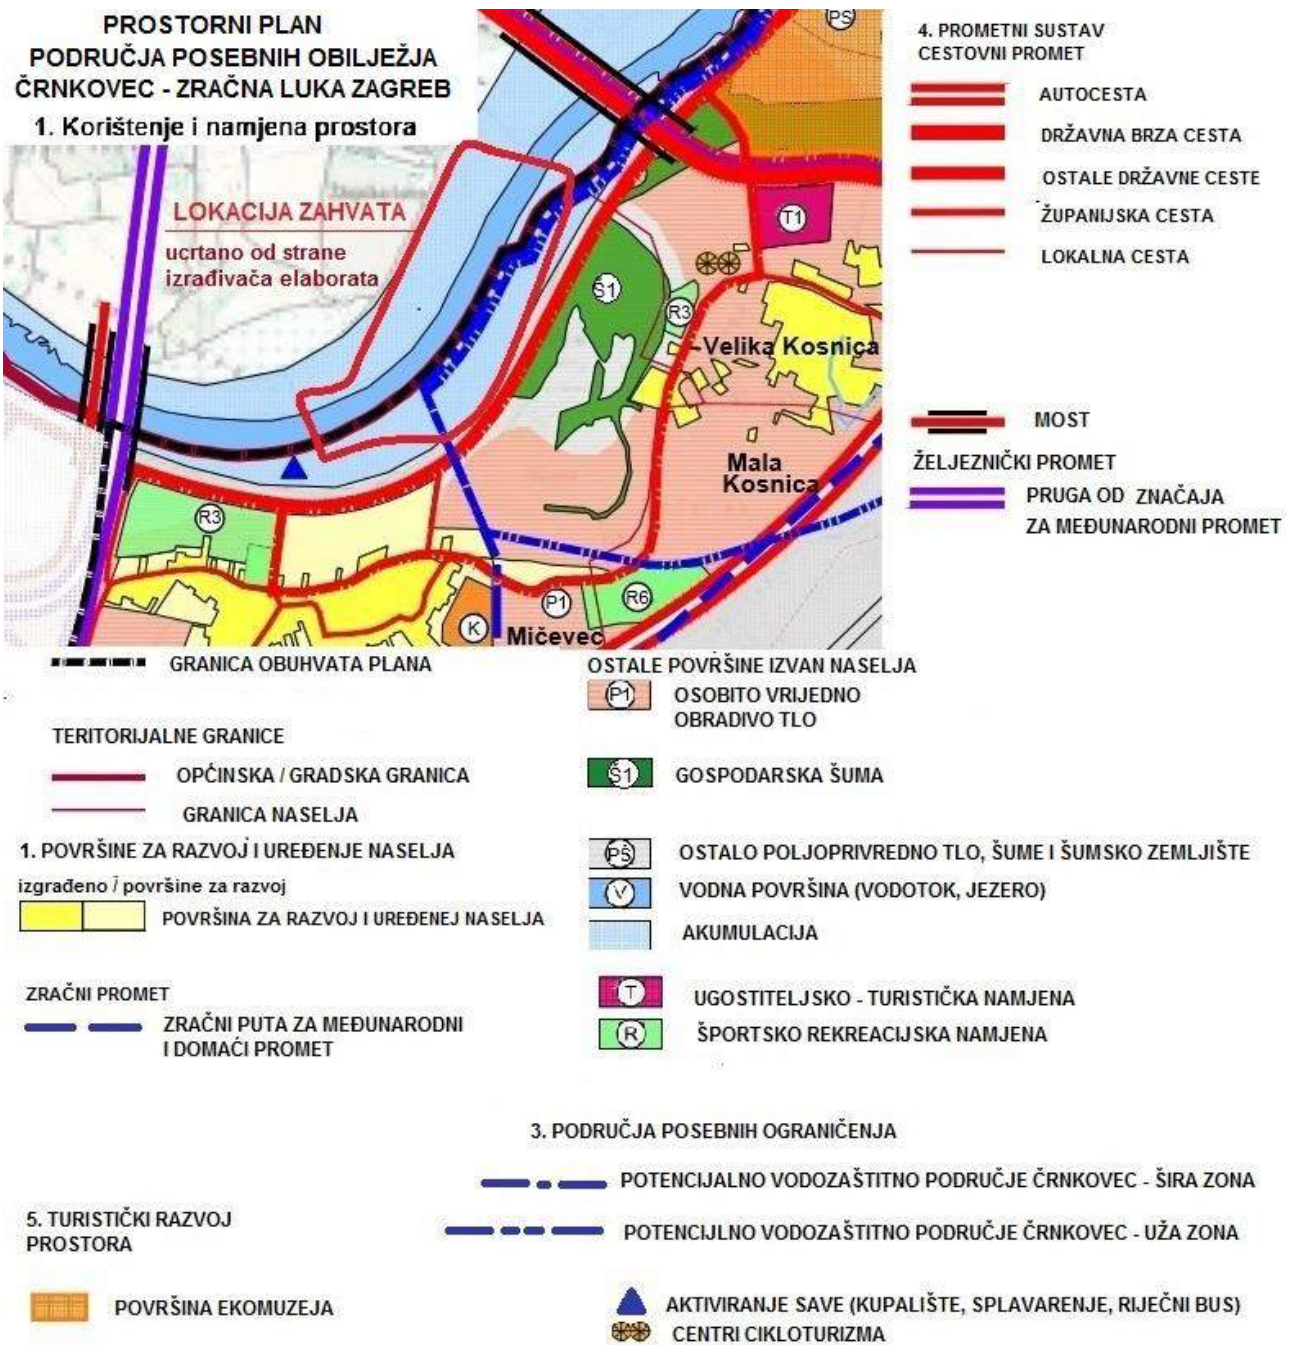 PROSTORNI PLAN
PODRUČJA POSEBNIH OBILJEŽJA
ČRNKOVEC - ZRAČNA LUKA ZAGREB
1. Korištenje i namjena prostora
LOKACIJA ZAHVATA
ucrtano od strane
izrađivača elaborata
PŠ
T1
Š1
R3
Velika Kosnica
Mala
Kosnica
R3
P1
R6
K
Mičevec
4. PROMETNI SUSTAV
CESTOVNI PROMET
AUTOCESTA
DRŽAVNA BRZA CESTA
OSTALE DRŽAVNE CESTE
ŽUPANIJSKA CESTA
LOKALNA CESTA
MOST
ŽELJEZNIČKI PROMET
PRUGA OD ZNAČAJA
ZA MEĐUNARODNI PROMET
GRANICA OBUHVATA PLANA
TERITORIJALNE GRANICE
OPĆINSKA / GRADSKA GRANICA
GRANICA NASELJA
1. POVRŠINE ZA RAZVOJ I UREĐENJE NASELJA
izgrađeno / površine za razvoj
POVRŠINA ZA RAZVOJ I UREĐENEJ NASELJA
ZRAČNI PROMET
ZRAČNI PUTA ZA MEĐUNARODNI
I DOMAĆI PROMET
OSTALE POVRŠINE IZVAN NASELJA
P1 OSOBITO VRIJEDNO
OBRADIVO TLO
Š1 GOSPODARSKA ŠUMA
PŠ OSTALO POLJOPRIVREDNO TLO, ŠUME I ŠUMSKO ZEMLJIŠTE
V VODNA POVRŠINA (VODOTOK, JEZERO)
AKUMULACIJA
T UGOSTITELJSKO - TURISTIČKA NAMJENA
R ŠPORTSKO REKREACIJSKA NAMJENA
3. PODRUČJA POSEBNIH OGRANIČENJA
POTENCIJALNO VODOZAŠTITNO PODRUČJE ČRNKOVEC - ŠIRA ZONA
POTENCIJLNO VODOZAŠTITNO PODRUČJE ČRNKOVEC - UŽA ZONA
5. TURISTIČKI RAZVOJ
PROSTORA
POVRŠINA EKOMUZEJA
AKTIVIRANJE SAVE (KUPALIŠTE, SPLAVARENJE, RIJEČNI BUS)
CENTRI CIKLOTURIZMA